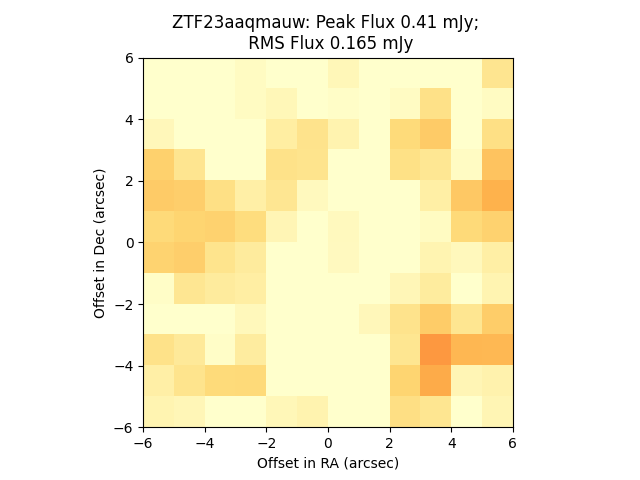 ZTF23aaqmauw: Peak Flux 0.41 mJy;
RMS Flux 0.165 mJy
6
4
2
0
−2
−4
−6
Offset in Dec (arcsec)
−6 −4 −2 0 2 4 6
Offset in RA (arcsec)